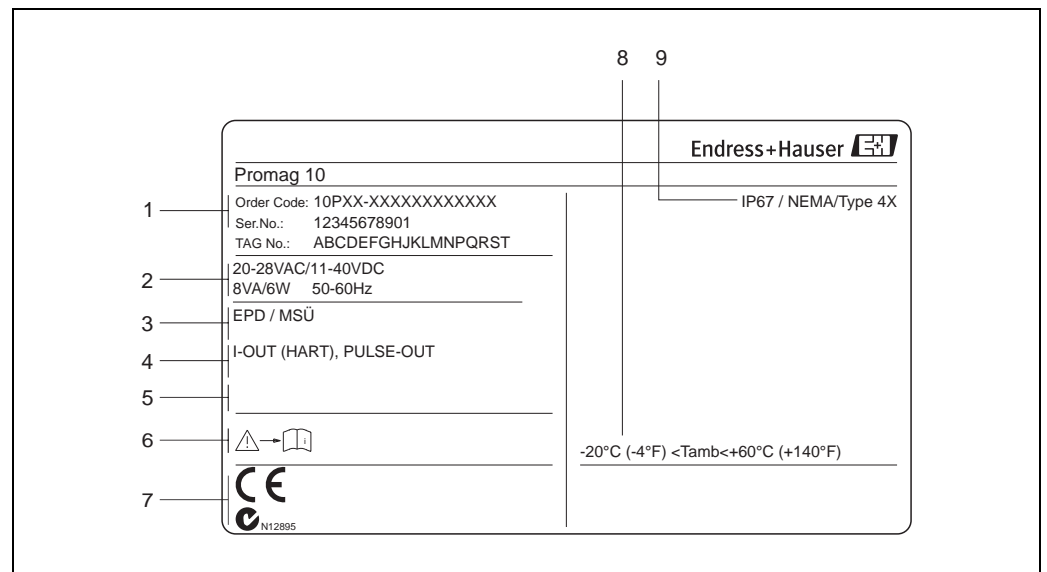 8 9
Endress+Hauser
Promag 10
1
Order Code: 10PXX-XXXXXXXXXXXX
Ser.No.: 12345678901
TAG No.: ABCDEFGHJKLMNPQRST
IP67 / NEMA/Type 4X
2
20-28VAC/11-40VDC
8VA/6W 50-60Hz
3
EPD / MSÜ
4
I-OUT (HART), PULSE-OUT
5
6
i
-20°C (-4°F) <Tamb<+60°C (+140°F)
7
CE
N12895